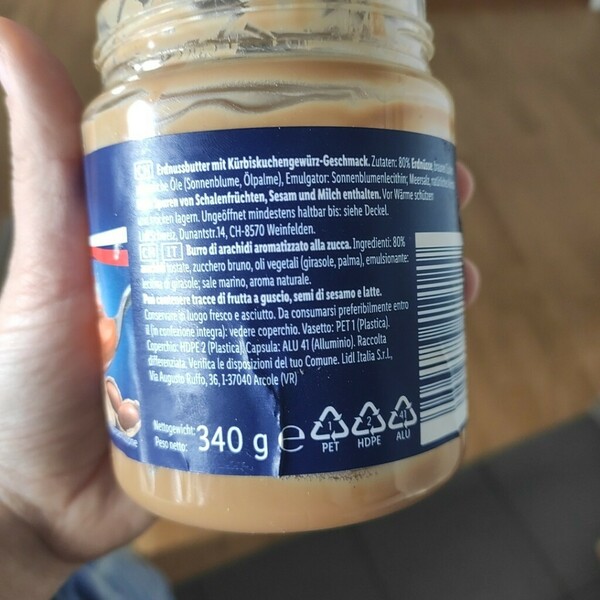 CH Erdnussbutter mit Kürbiskuchengewürz-Geschmack. Zutaten: 80% Erdnüsse,
Öle (Sonnenblume, Ölpalme), Emulgator: Sonnenblumenlecithin; Meersalz,
von Schalenfrüchten, Sesam und Milch enthalten. Vor Wärme schützen
lagern. Ungeöffnet mindestens haltbar bis: siehe Deckel.
Dunantstr.14, CH-8570 Weinfelden.
CH IT Burro di arachidi aromatizzato alla zucca. Ingredienti: 80%
tostate, zucchero bruno, oli vegetali (girasole, palma), emulsionante:
lecitina di girasole; sale marino, aroma naturale.
Può contenere tracce di frutta a guscio, semi di sesamo e latte.
Conservare in luogo fresco e asciutto. Da consumarsi preferibilmente entro
il (in confezione integra): vedere coperchio. Vasetto: PET 1 (Plastica).
Coperchio: HDPE 2 (Plastica). Capsula: ALU 41 (Alluminio). Raccolta
differenziata. Verifica le disposizioni del tuo Comune. Lidl Italia S.r.l.,
Via Augusto Ruffo, 36, I-37040 Arcole (VR)
Nettogewicht:
Peso netto:
340 g e
1 2 41
PET HDPE ALU